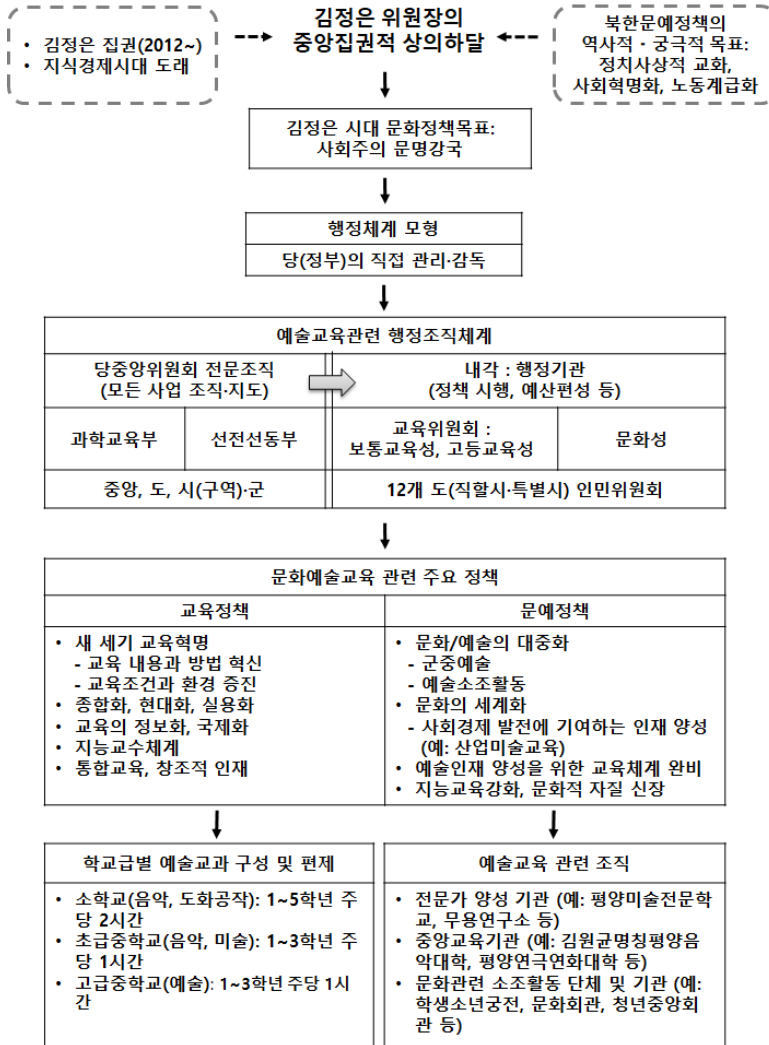 • 김정은 집권(2012~)
• 지식경제시대 도래
김정은 위원장의
중앙집권적 상의하달
북한문예정책의
역사적 · 궁극적 목표:
정치사상적 교화,
사회혁명화, 노동계급화
김정은 시대 문화정책목표:
사회주의 문명강국
행정체계 모형
당(정부)의 직접 관리·감독
예술교육관련 행정조직체계
당중앙위원회 전문조직
(모든 사업 조직·지도)
내각 : 행정기관
(정책 시행, 예산편성 등)
과학교육부
선전선동부
교육위원회 :
보통교육성, 고등교육성
문화성
중앙, 도, 시(구역)·군
12개 도(직할시·특별시) 인민위원회
문화예술교육 관련 주요 정책
교육정책
• 새 세기 교육혁명
- 교육 내용과 방법 혁신
- 교육조건과 환경 증진
• 종합화, 현대화, 실용화
• 교육의 정보화, 국제화
• 지능교수체계
• 통합교육, 창조적 인재
문예정책
• 문화/예술의 대중화
- 군중예술
- 예술소조활동
• 문화의 세계화
- 사회경제 발전에 기여하는 인재 양성
(예: 산업미술교육)
• 예술인재 양성을 위한 교육체계 완비
• 지능교육강화, 문화적 자질 신장
학교급별 예술교과 구성 및 편제
• 소학교(음악, 도화공작): 1~5학년 주
당 2시간
• 초급중학교(음악, 미술): 1~3학년 주
당 1시간
• 고급중학교(예술): 1~3학년 주당 1시
간
예술교육 관련 조직
• 전문가 양성 기관 (예: 평양미술전문학
교, 무용연구소 등)
• 중앙교육기관 (예: 김원균명칭평양음
악대학, 평양연극연화대학 등)
• 문화관련 소조활동 단체 및 기관 (예:
학생소년궁전, 문화회관, 청년중앙회
관 등)